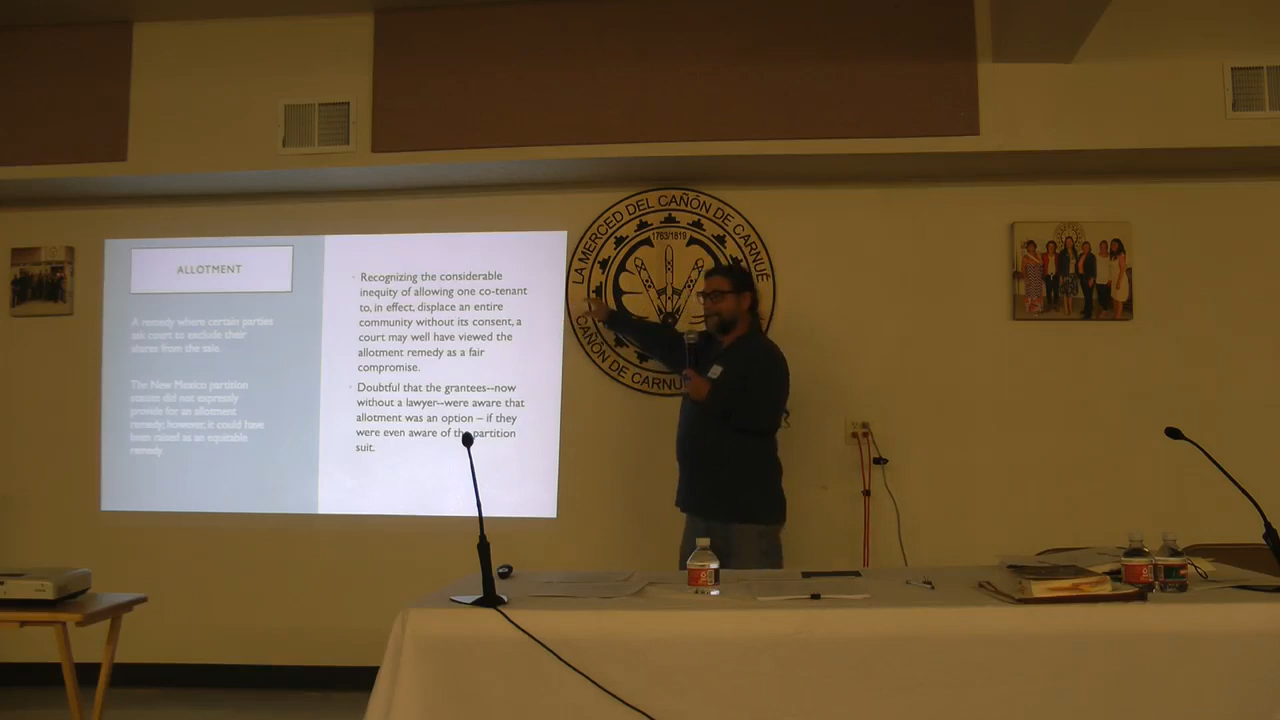 ALLOTMENT
A remedy where certain parties
ask court to exclude their
shares from the sale.
The New Mexico partition
statute did not expressly
provide for an allotment
remedy; however, it could have
been raised as an equitable
remedy.
Recognizing the considerable
inequity of allowing one co-tenant
to, in effect, displace an entire
community without its consent, a
court may well have viewed the
allotment remedy as a fair
compromise.
Doubtful that the grantees--now
without a lawyer--were aware that
allotment was an option – if they
were even aware of the partition
suit.
LA MERCED DEL CAÑÓN DE CARNUÉ
1763/1819
CAÑÓN DE CARNU